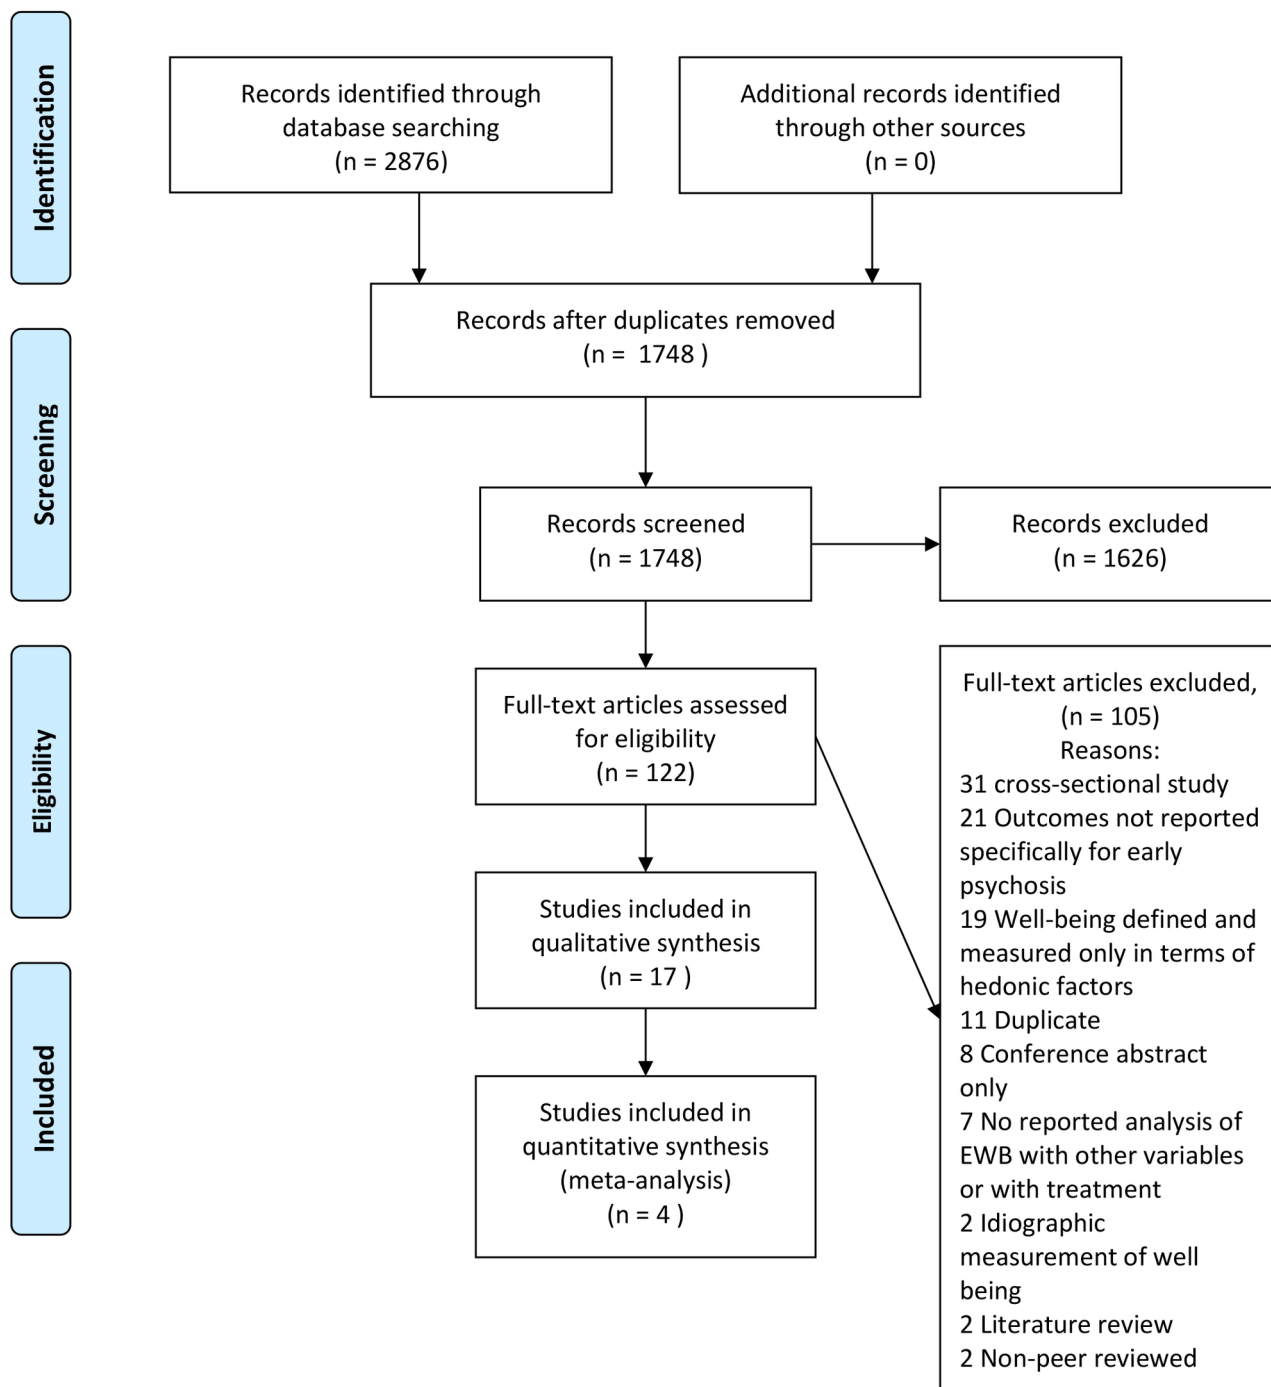 Identification
Records identified through
database searching
(n = 2876)
Additional records identified
through other sources
(n = 0)
Records after duplicates removed
(n =  1748 )
Screening
Records screened
(n = 1748)
Records excluded
(n = 1626)
Eligibility
Full-text articles assessed
for eligibility
(n = 122)
Full-text articles excluded,
(n = 105)
Reasons:
31 cross-sectional study
21 Outcomes not reported
specifically for early
psychosis
19 Well-being defined and
measured only in terms of
hedonic factors
11 Duplicate
8 Conference abstract
only
7 No reported analysis of
EWB with other variables
or with treatment
2 Idiographic
measurement of well
being
2 Literature review
2 Non-peer reviewed
Studies included in
qualitative synthesis
(n = 17 )
Included
Studies included in
quantitative synthesis
(meta-analysis)
(n = 4 )